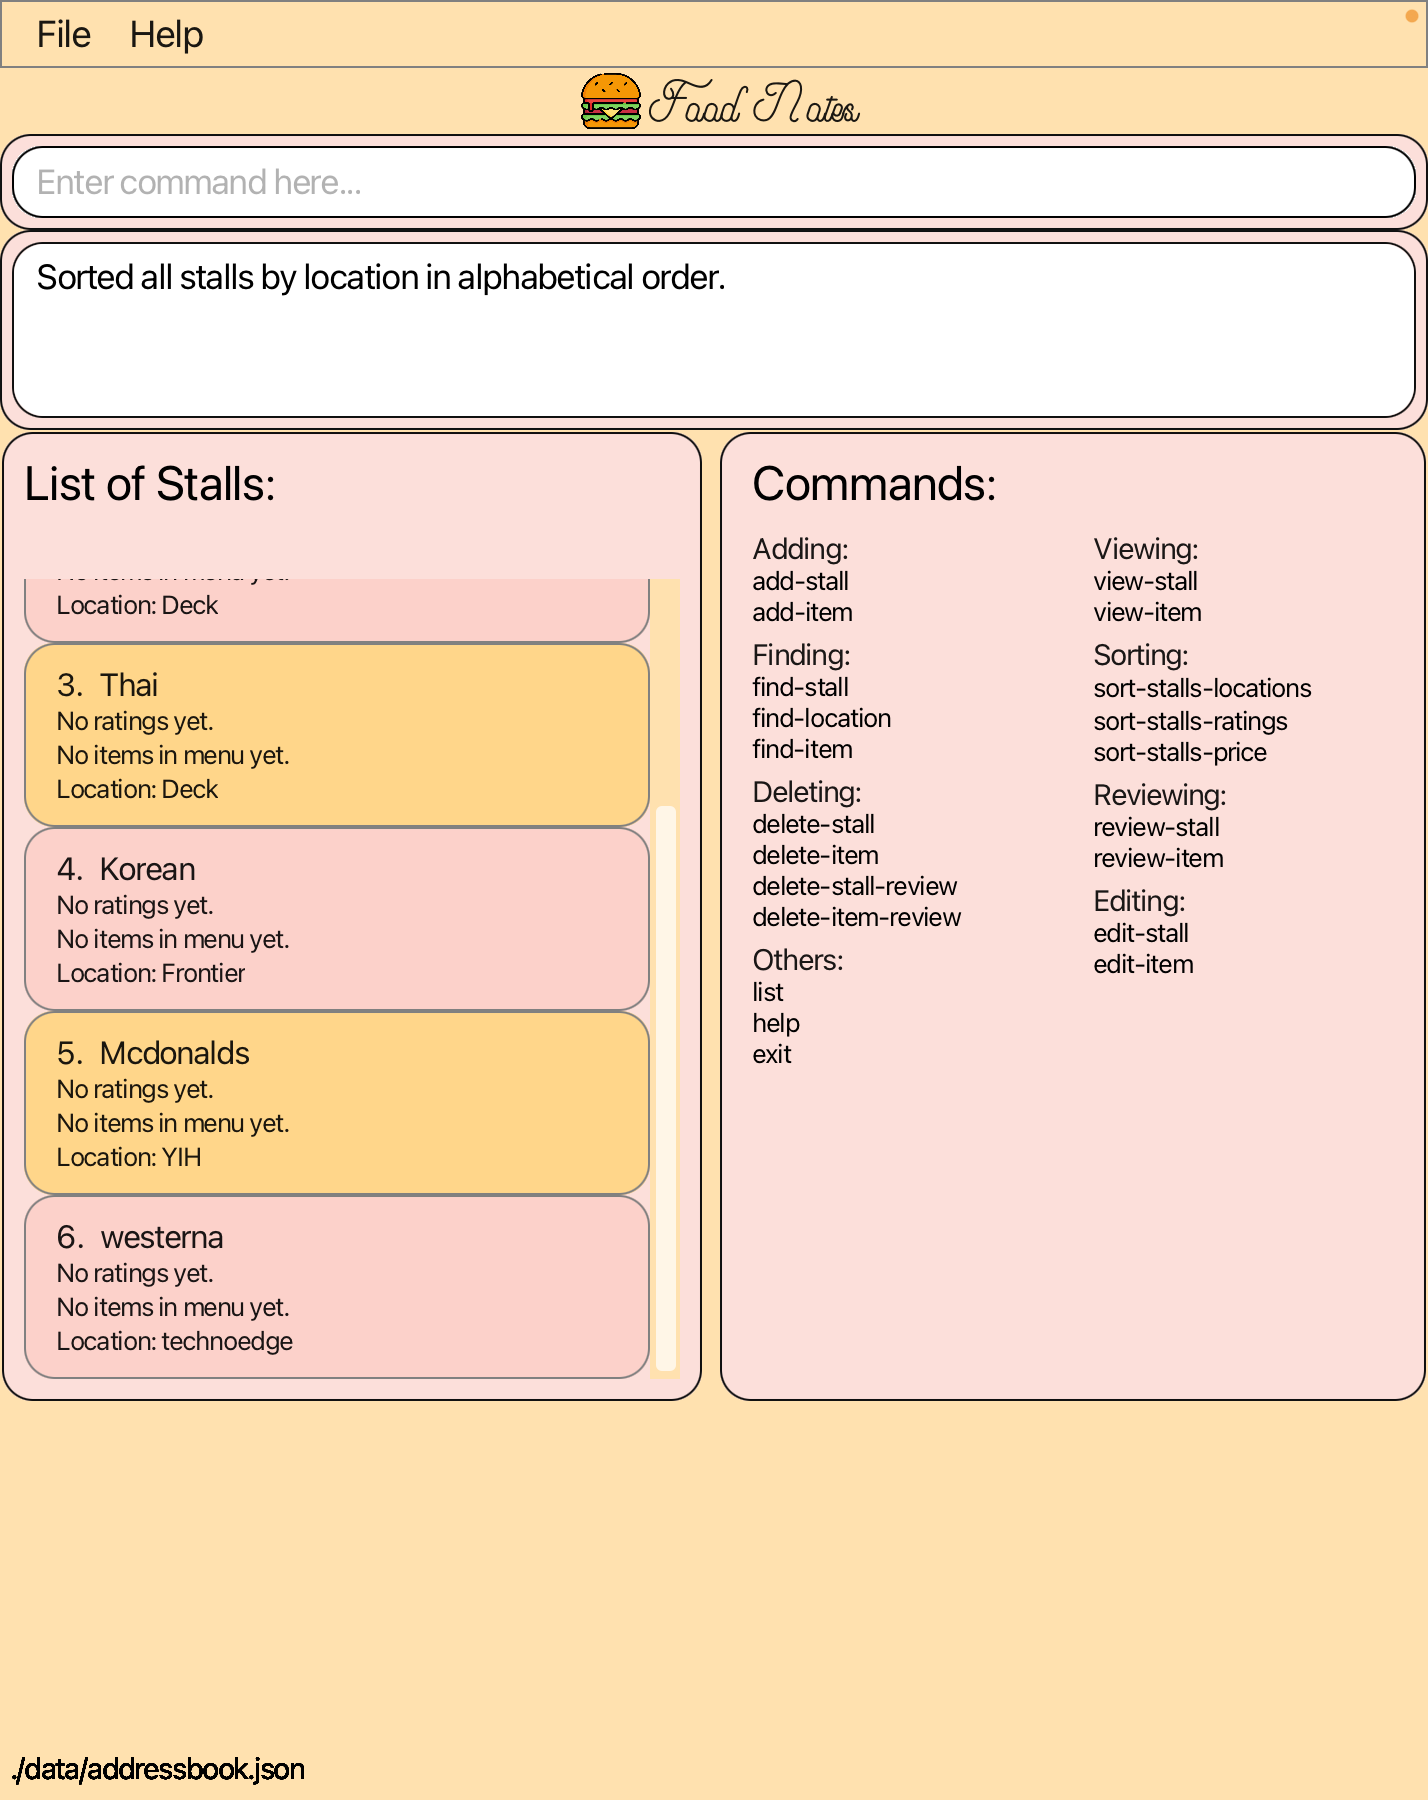 File Help
Food Notes
Enter command here...
Sorted all stalls by location in alphabetical order.
List of Stalls:
No items in menu yet.
Location: Deck
3. Thai
No ratings yet.
No items in menu yet.
Location: Deck
4. Korean
No ratings yet.
No items in menu yet.
Location: Frontier
5. Mcdonalds
No ratings yet.
No items in menu yet.
Location: YIH
6. westerna
No ratings yet.
No items in menu yet.
Location: technoedge
Commands:
Adding:
add-stall
add-item
Finding:
find-stall
find-location
find-item
Deleting:
delete-stall
delete-item
delete-stall-review
delete-item-review
Others:
list
help
exit
Viewing:
view-stall
view-item
Sorting:
sort-stalls-locations
sort-stalls-ratings
sort-stalls-price
Reviewing:
review-stall
review-item
Editing:
edit-stall
edit-item
./data/addressbook.json